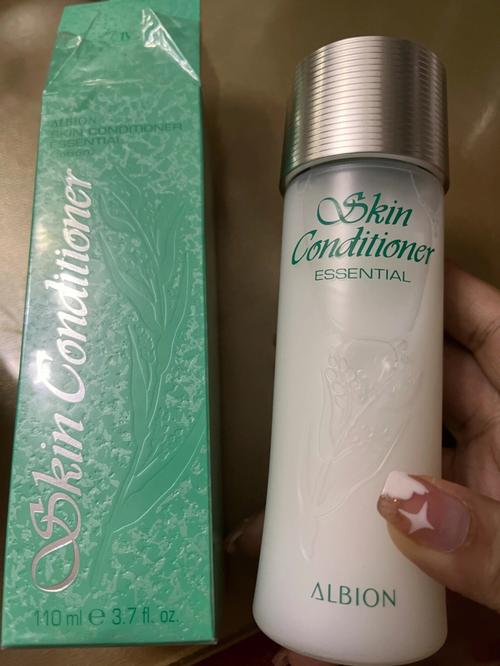 ALBION
SKIN CONDITIONER
ESSENTIAL
Skin Conditioner
110 ml ℮ 3.7 fl. oz.
Skin
Conditioner
ESSENTIAL
ALBION